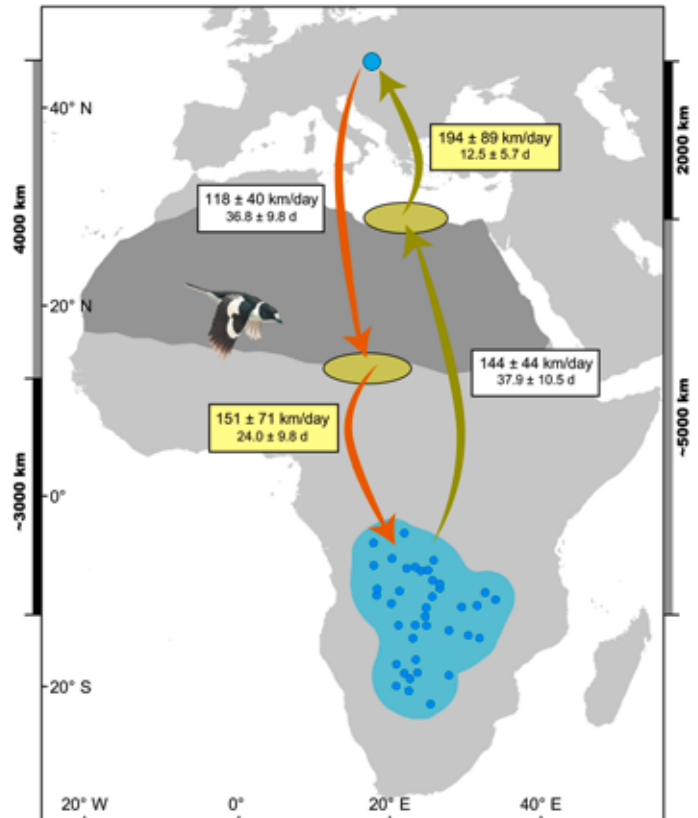 40° N
194 ± 89 km/day
12.5 ± 5.7 d
2000 km
118 ± 40 km/day
36.8 ± 9.8 d
4000 km
20° N
144 ± 44 km/day
37.9 ± 10.5 d
151 ± 71 km/day
24.0 ± 9.8 d
~5000 km
~3000 km
0°
20° S
20° W
0°
20° E
40° E